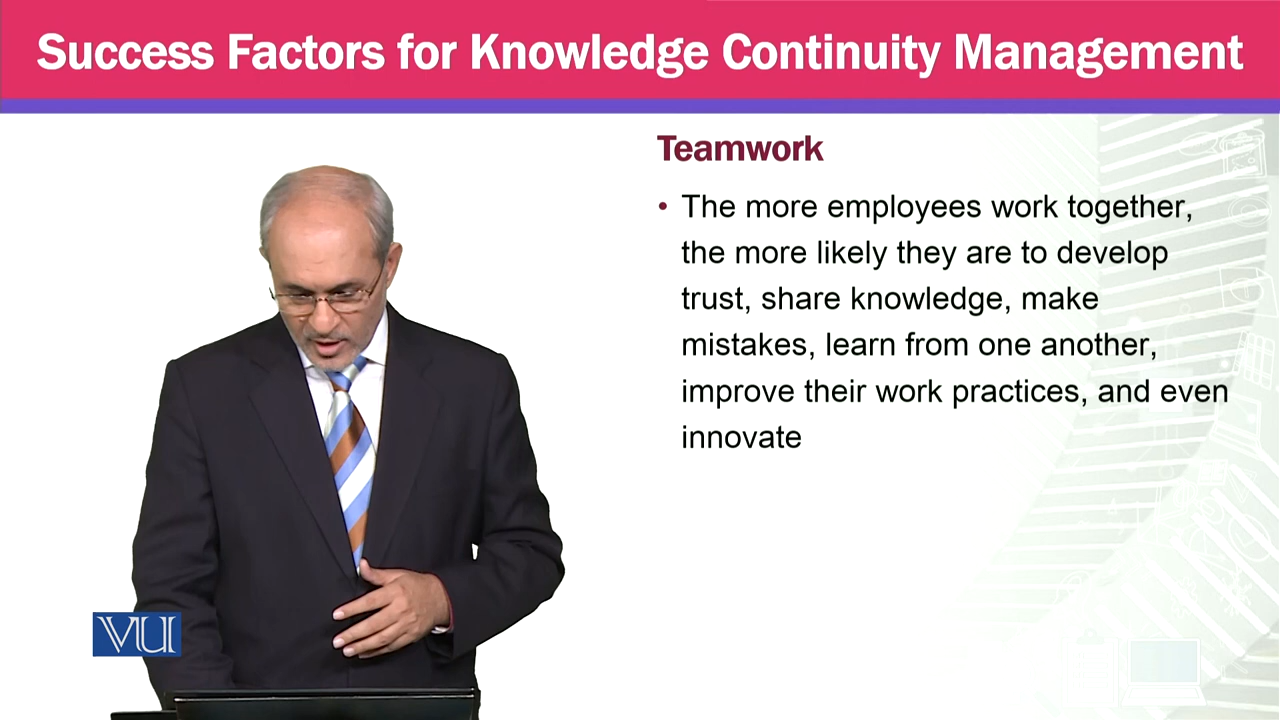 Success Factors for Knowledge Continuity Management
Teamwork
• The more employees work together,
the more likely they are to develop
trust, share knowledge, make
mistakes, learn from one another,
improve their work practices, and even
innovate
VU